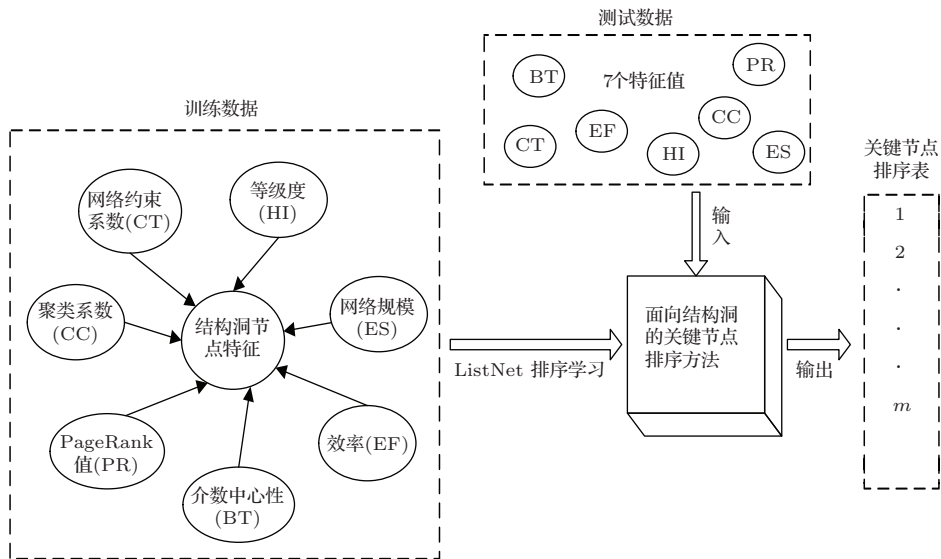 测试数据
BT
7个特征值
PR
CT
EF
HI
CC
ES
训练数据
网络约束
系数(CT)
等级度
(HI)
聚类系数
(CC)
结构洞节
点特征
网络规模
(ES)
PageRank
值(PR)
介数中心性
(BT)
效率(EF)
ListNet 排序学习
输
入
面向结构洞
的关键节点
排序方法
输出
关键节点
排序表
1
2
.
.
.
m